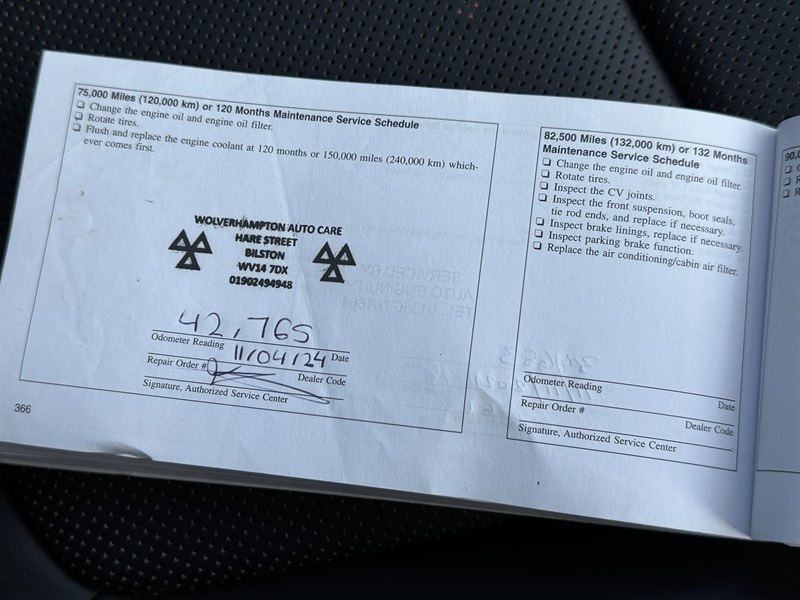 75,000 Miles (120,000 km) or 120 Months Maintenance Service Schedule
❏ Change the engine oil and engine oil filter.
❏ Rotate tires.
❏ Flush and replace the engine coolant at 120 months or 150,000 miles (240,000 km) which-
ever comes first.
WOLVERHAMPTON AUTO CARE
HARE STREET
BILSTON
WV14 7DX
01902494948
42,765
Odometer Reading 11/04/24 Date
Repair Order # Dealer Code
Signature, Authorized Service Center
366
82,500 Miles (132,000 km) or 132 Months
Maintenance Service Schedule
❏ Change the engine oil and engine oil filter.
❏ Rotate tires.
❏ Inspect the CV joints.
❏ Inspect the front suspension, boot seals,
tie rod ends, and replace if necessary.
❏ Inspect brake linings, replace if necessary.
❏ Inspect parking brake function.
❏ Replace the air conditioning/cabin air filter.
Odometer Reading Date
Repair Order # Dealer Code
Signature, Authorized Service Center